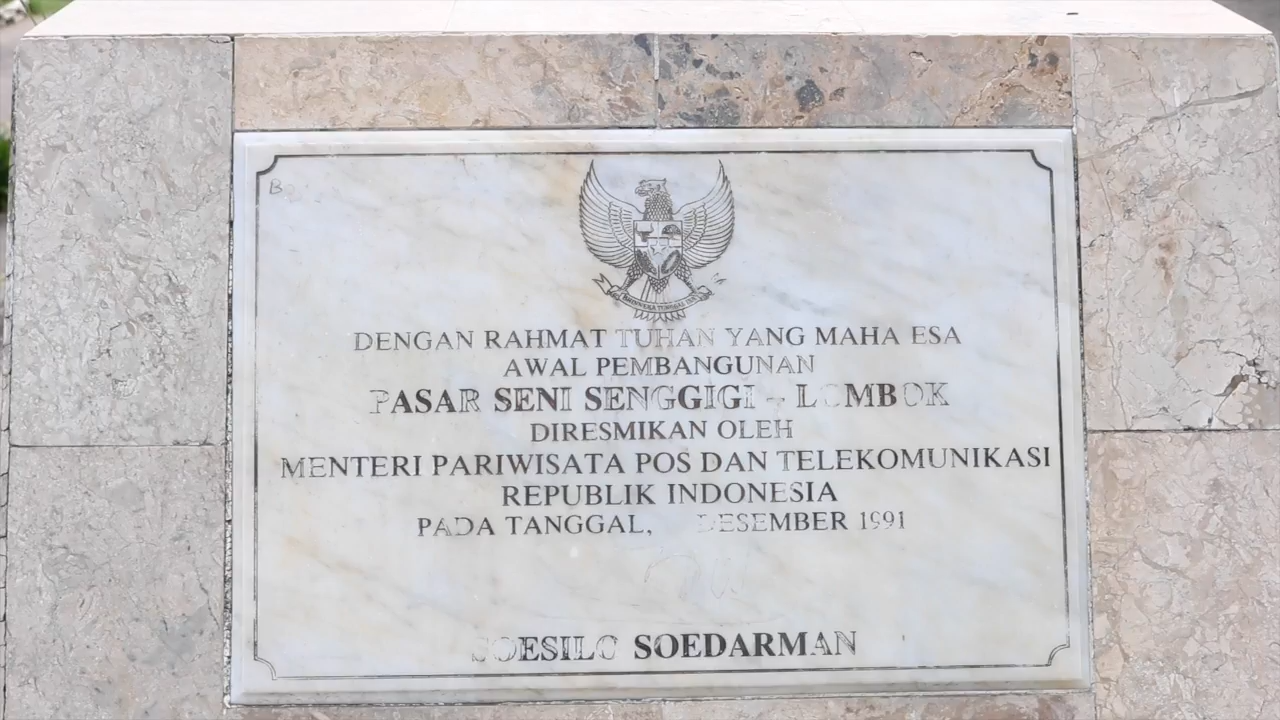 DENGAN RAHMAT TUHAN YANG MAHA ESA
AWAL PEMBANGUNAN
PASAR SENI SENGGIGI - LOMBOK
DIRESMIKAN OLEH
MENTERI PARIWISATA POS DAN TELEKOMUNIKASI
REPUBLIK INDONESIA
PADA TANGGAL, DESEMBER 1991
SOESILO SOEDARMAN